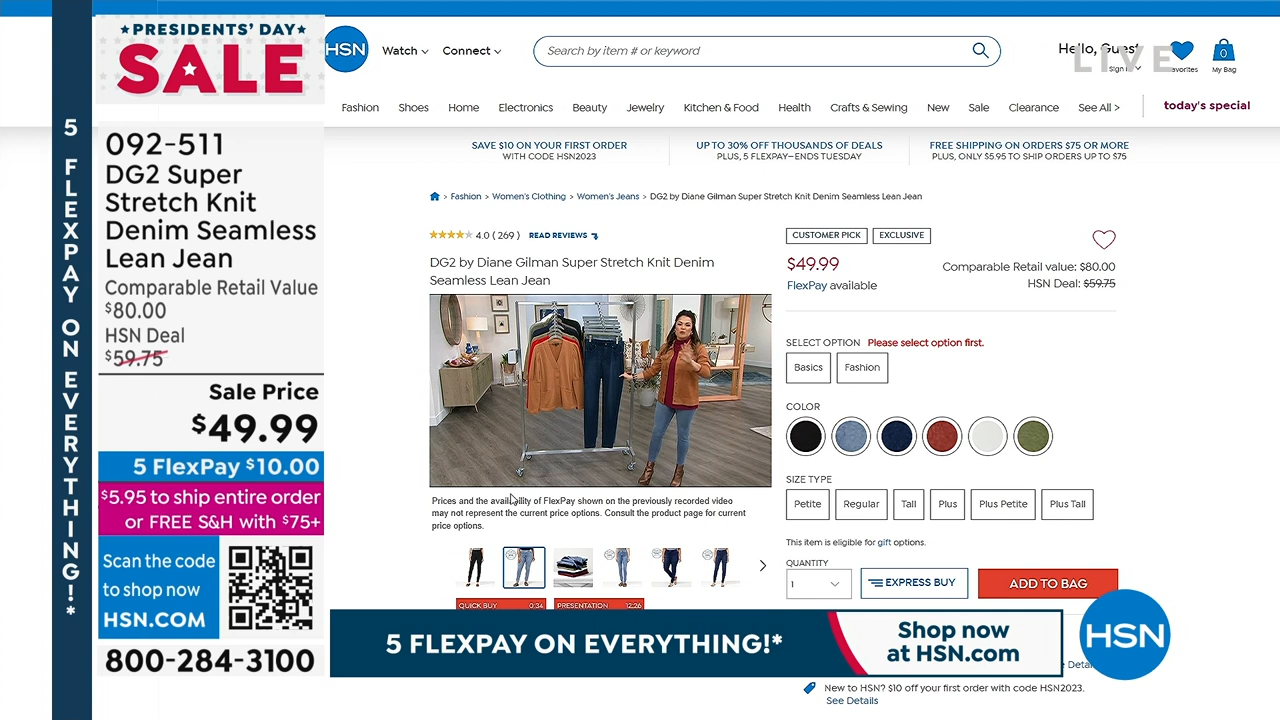 5 FLEXPAY ON EVERYTHING!*
★PRESIDENTS' DAY★
SALE
092-511
DG2 Super
Stretch Knit
Denim Seamless
Lean Jean
Comparable Retail Value
$80.00
HSN Deal
$59.75
Sale Price
$49.99
5 FlexPay $10.00
$5.95 to ship entire order
or FREE S&H with $75+
Scan the code
to shop now
HSN.COM
800-284-3100
HSN
Watch
Connect
Search by item # or keyword
Hello, Guest
Sign
LIVE
Favorites
0
My Bag
Fashion
Shoes
Home
Electronics
Beauty
Jewelry
Kitchen & Food
Health
Crafts & Sewing
New
Sale
Clearance
See All >
today's special
SAVE $10 ON YOUR FIRST ORDER
WITH CODE HSN2023
UP TO 30% OFF THOUSANDS OF DEALS
PLUS, 5 FLEXPAY—ENDS TUESDAY
FREE SHIPPING ON ORDERS $75 OR MORE
PLUS, ONLY $5.95 TO SHIP ORDERS UP TO $75
> Fashion > Women's Clothing > Women's Jeans > DG2 by Diane Gilman Super Stretch Knit Denim Seamless Lean Jean
4.0 ( 269 ) READ REVIEWS
DG2 by Diane Gilman Super Stretch Knit Denim
Seamless Lean Jean
Prices and the availability of FlexPay shown on the previously recorded video
may not represent the current price options. Consult the product page for current
price options.
QUICK BUY 0:34
PRESENTATION 12:26
CUSTOMER PICK
EXCLUSIVE
$49.99
Comparable Retail value: $80.00
FlexPay available
HSN Deal: $59.75
SELECT OPTION Please select option first.
Basics
Fashion
COLOR
SIZE TYPE
Petite
Regular
Tall
Plus
Plus Petite
Plus Tall
This item is eligible for gift options.
QUANTITY
1
EXPRESS BUY
ADD TO BAG
5 FLEXPAY ON EVERYTHING!*
Shop now
at HSN.com
HSN
New to HSN? $10 off your first order with code HSN2023.
See Details